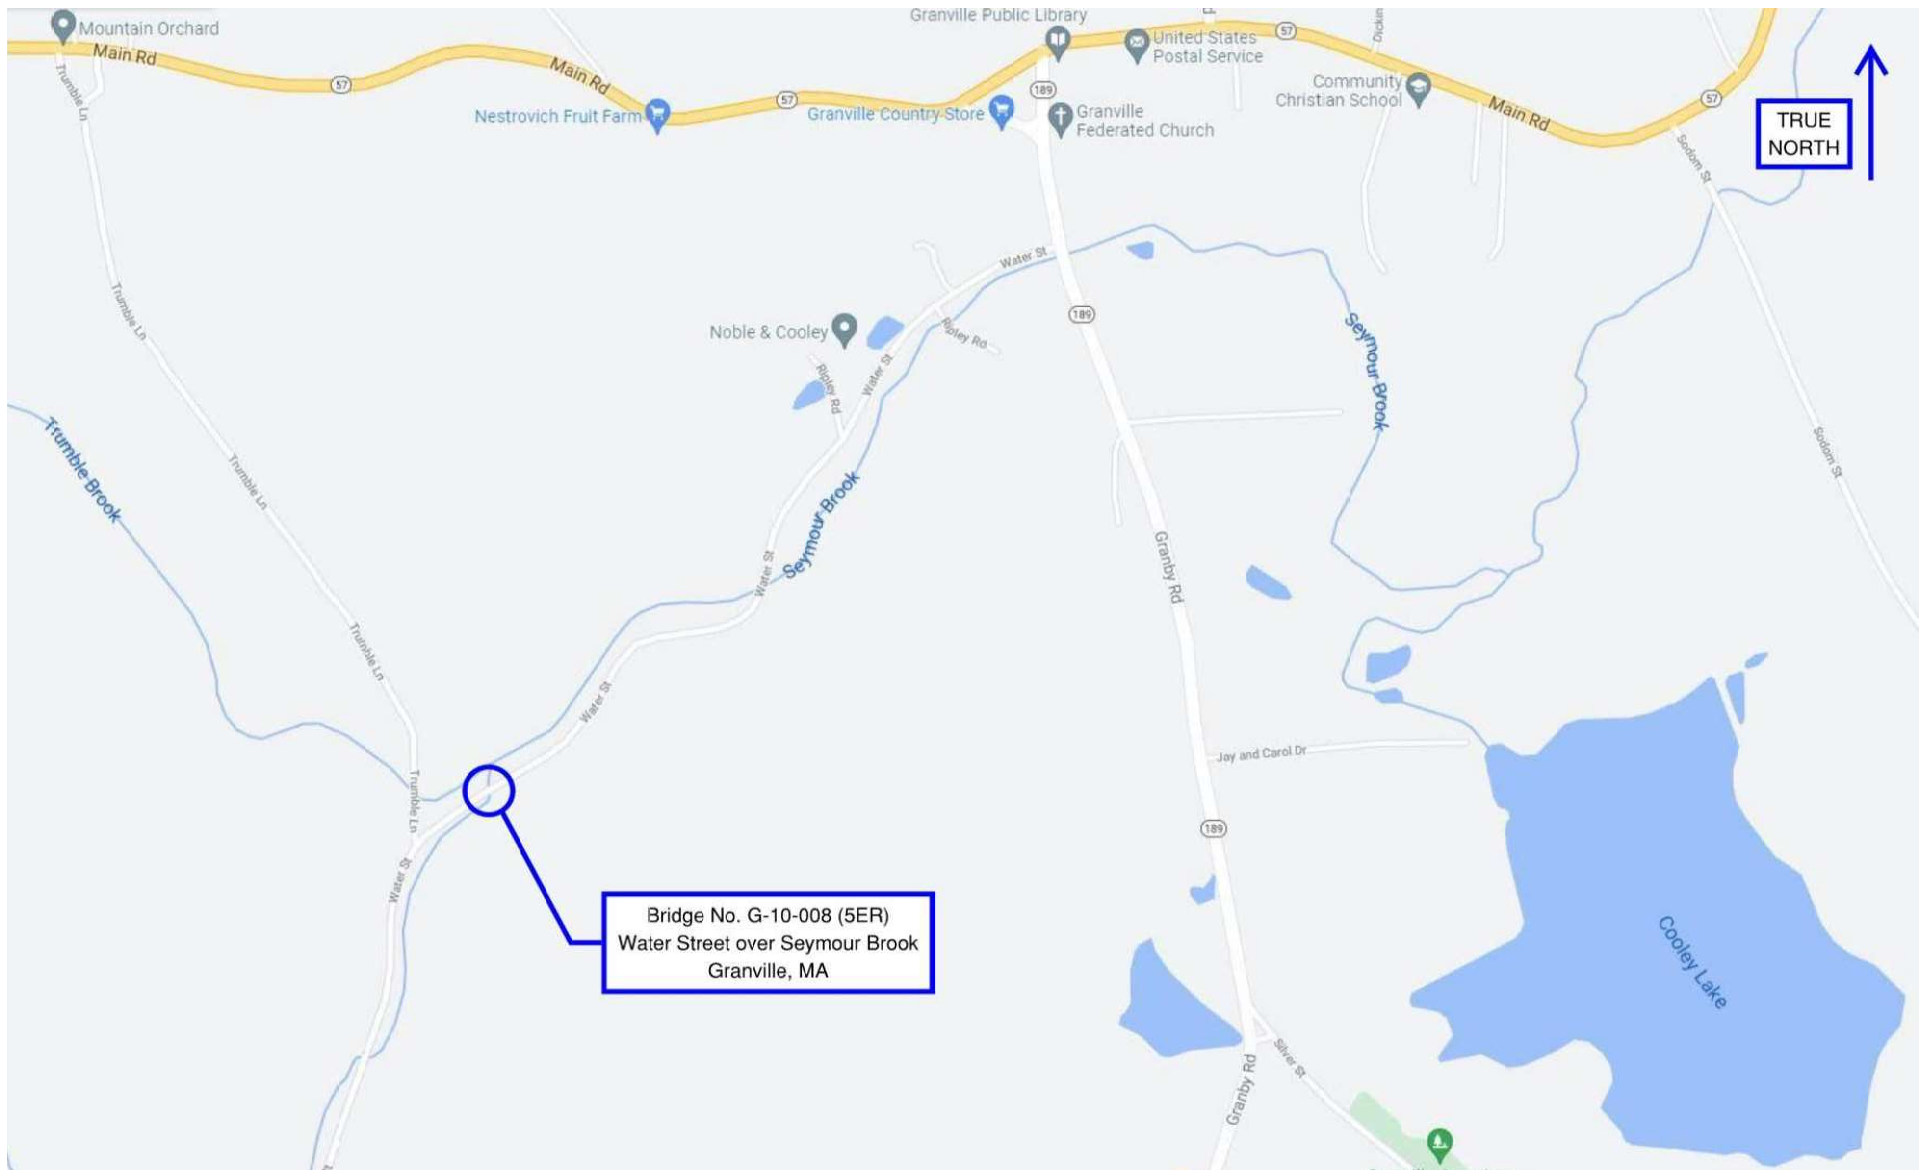 Granville Public Library
Mountain Orchard
Main Rd
57
United States
Postal Service
57
Dickin
Main Rd
Trumble Ln
Nestrovich Fruit Farm
57
Granville Country Store
189
Granville
Federated Church
Community
Christian School
Main Rd
57
TRUE
NORTH
Sodom St
Water St
Trumble Ln
189
Noble & Cooley
Ripley Rd
Seymour Brook
Water St
Ripley Rd
Trumble Brook
Trumble Ln
Sodom St
Seymour Brook
Water St
Granby Rd
Trumble Ln
Water St
Jay and Carol Dr
Trumble Ln
189
Water St
Bridge No. G-10-008 (5ER)
Water Street over Seymour Brook
Granville, MA
Cooley Lake
Silver St
Granby Rd